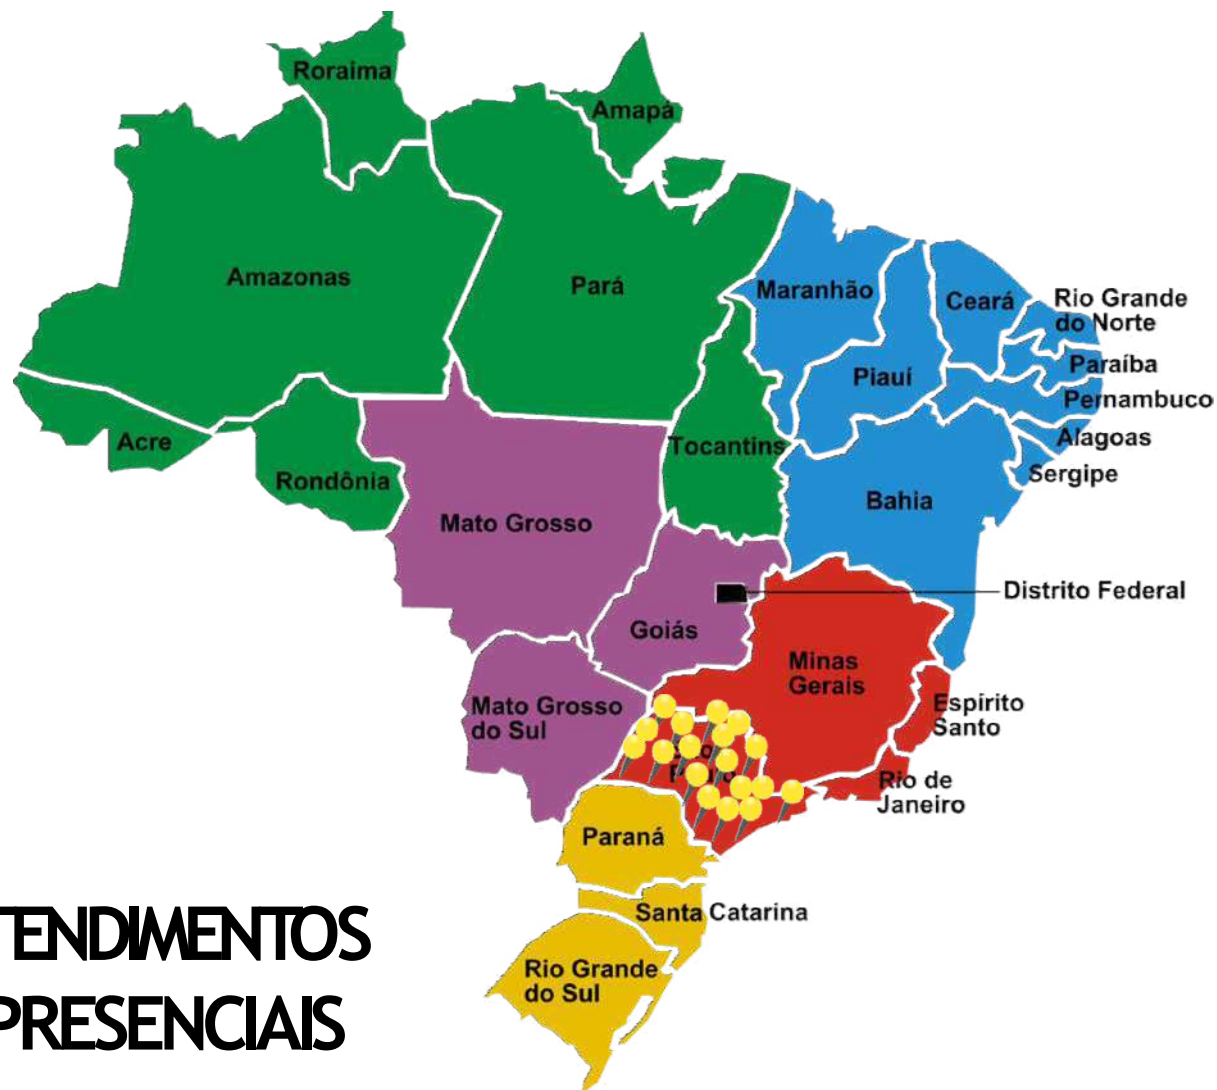 Roraima
Amapá
Amazonas
Pará
Maranhão
Ceará
Rio Grande
do Norte
Paraíba
Piauí
Pernambuco
Acre
Tocantins
Alagoas
Rondônia
Sergipe
Bahia
Mato Grosso
Distrito Federal
Goiás
Minas
Gerais
Mato Grosso
do Sul
Espírito
Santo
Rio de
Janeiro
Paraná
Santa Catarina
TENDIMENTOS
PRESENCIAIS
Rio Grande
do Sul